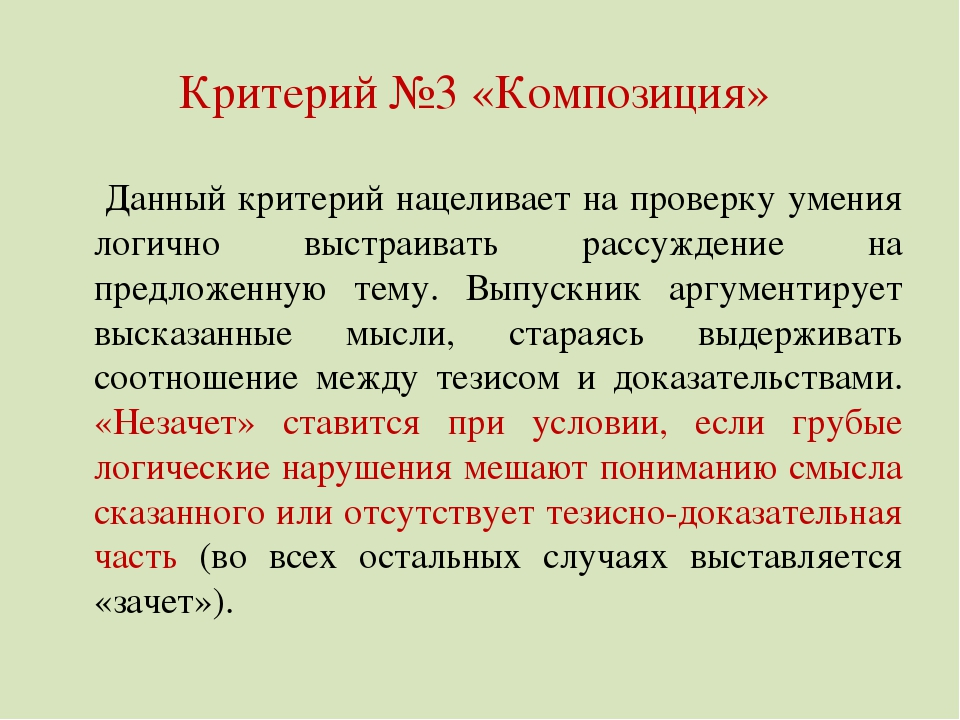 Критерий №3 «Композиция»
Данный критерий нацеливает на проверку умения
логично выстраивать рассуждение на
предложенную тему. Выпускник аргументирует
высказанные мысли, стараясь выдерживать
соотношение между тезисом и доказательствами.
«Незачет» ставится при условии, если грубые
логические нарушения мешают пониманию смысла
сказанного или отсутствует тезисно-доказательная
часть (во всех остальных случаях выставляется
«зачет»).